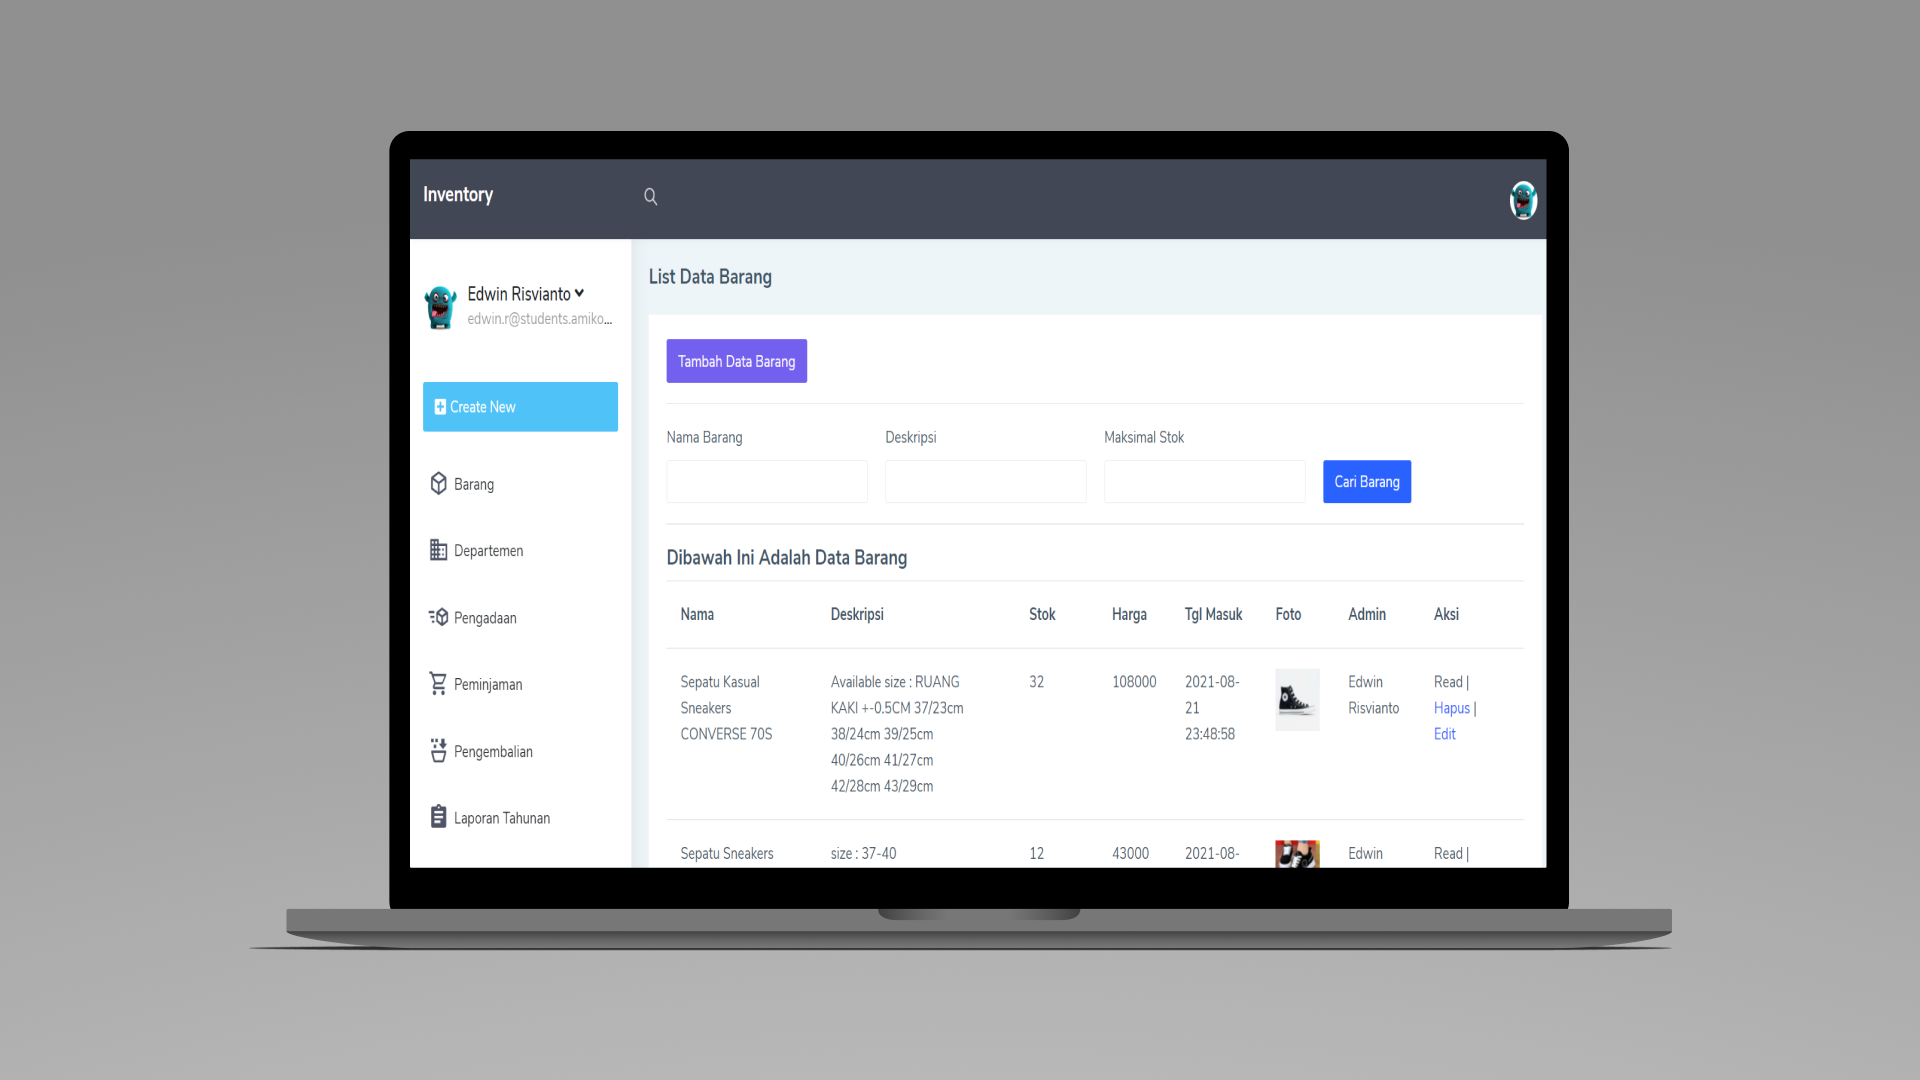 Inventory
Edwin Risvianto
edwin.r@students.amiko...
Create New
Barang
Departemen
Pengadaan
Peminjaman
Pengembalian
Laporan Tahunan
List Data Barang
Tambah Data Barang
Nama Barang
Deskripsi
Maksimal Stok
Cari Barang
Dibawah Ini Adalah Data Barang
Nama Deskripsi Stok Harga Tgl Masuk Foto Admin Aksi
Sepatu Kasual Available size : RUANG 32 108000 2021-08- Edwin Read |
Sneakers KAKI +-0.5CM 37/23cm 21 Risvianto Hapus |
CONVERSE 70S 38/24cm 39/25cm 23:48:58 Edit
40/26cm 41/27cm
42/28cm 43/29cm
Sepatu Sneakers size : 37-40 12 43000 2021-08- Edwin Read |